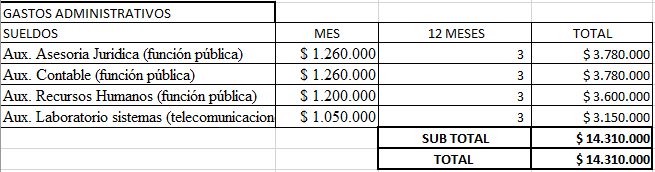 GASTOS ADMINISTRATIVOS
SUELDOS MES 12 MESES TOTAL
Aux. Asesoria Juridica (función pública) $ 1.260.000 3 $ 3.780.000
Aux. Contable (función pública) $ 1.260.000 3 $ 3.780.000
Aux. Recursos Humanos (función pública) $ 1.200.000 3 $ 3.600.000
Aux. Laboratorio sistemas (telecomunicacion $ 1.050.000 3 $ 3.150.000
SUB TOTAL $ 14.310.000
TOTAL $ 14.310.000